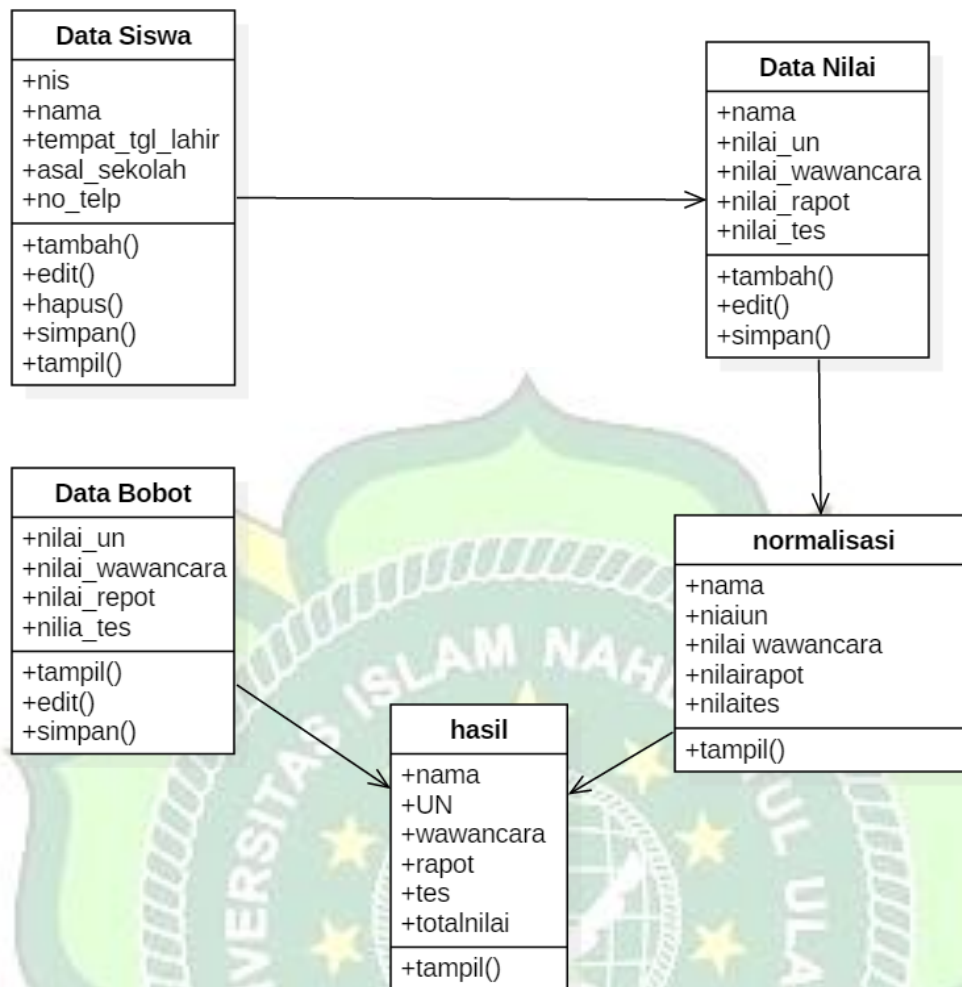 Data Siswa
+nis
+nama
+tempat_tgl_lahir
+asal_sekolah
+no_telp
+tambah()
+edit()
+hapus()
+simpan()
+tampil()
Data Nilai
+nama
+nilai_un
+nilai_wawancara
+nilai_rapot
+nilai_tes
+tambah()
+edit()
+simpan()
Data Bobot
+nilai_un
+nilai_wawancara
+nilai_repot
+nilia_tes
+tampil()
+edit()
+simpan()
normalisasi
+nama
+niaiun
+nilai wawancara
+nilairapot
+nilaites
+tampil()
hasil
+nama
+UN
+wawancara
+rapot
+tes
+totalnilai
+tampil()
ISLAM